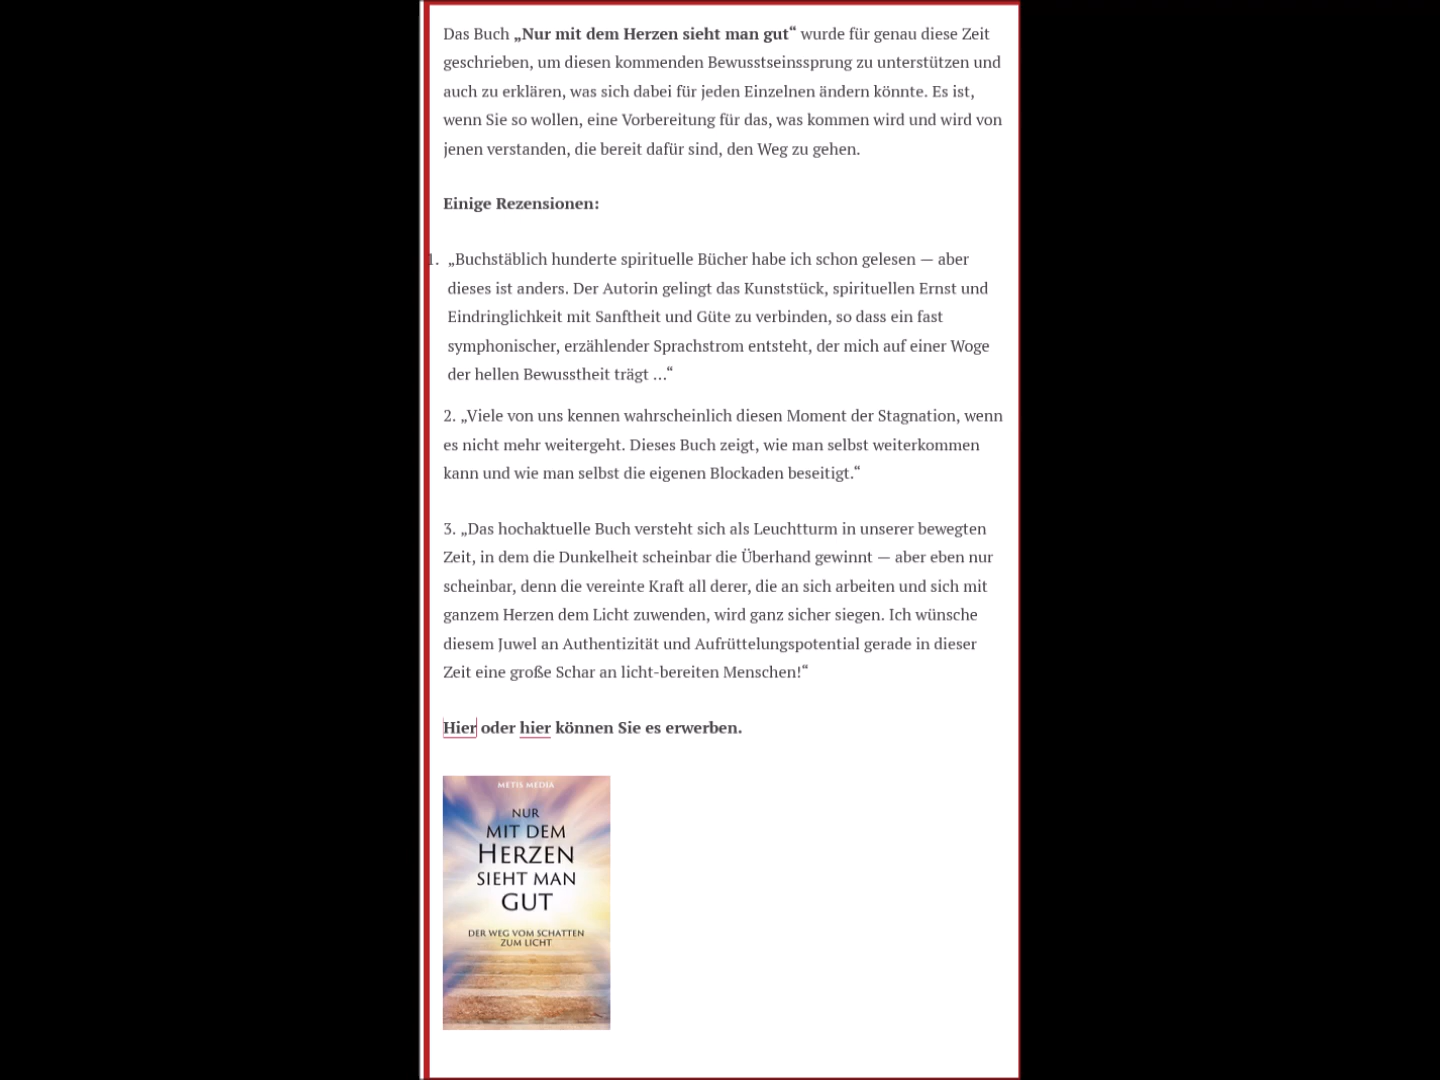 Das Buch „Nur mit dem Herzen sieht man gut“ wurde für genau diese Zeit
geschrieben, um diesen kommenden Bewusstseinssprung zu unterstützen und
auch zu erklären, was sich dabei für jeden Einzelnen ändern könnte. Es ist,
wenn Sie so wollen, eine Vorbereitung für das, was kommen wird und wird von
jenen verstanden, die bereit dafür sind, den Weg zu gehen.
Einige Rezensionen:
1. „Buchstäblich hunderte spirituelle Bücher habe ich schon gelesen — aber
dieses ist anders. Der Autorin gelingt das Kunststück, spirituellen Ernst und
Eindringlichkeit mit Sanftheit und Güte zu verbinden, so dass ein fast
symphonischer, erzählender Sprachstrom entsteht, der mich auf einer Woge
der hellen Bewusstheit trägt …“
2. „Viele von uns kennen wahrscheinlich diesen Moment der Stagnation, wenn
es nicht mehr weitergeht. Dieses Buch zeigt, wie man selbst weiterkommen
kann und wie man selbst die eigenen Blockaden beseitigt.“
3. „Das hochaktuelle Buch versteht sich als Leuchtturm in unserer bewegten
Zeit, in dem die Dunkelheit scheinbar die Überhand gewinnt — aber eben nur
scheinbar, denn die vereinte Kraft all derer, die an sich arbeiten und sich mit
ganzem Herzen dem Licht zuwenden, wird ganz sicher siegen. Ich wünsche
diesem Juwel an Authentizität und Aufrüttelungspotential gerade in dieser
Zeit eine große Schar an licht-bereiten Menschen!“
Hier oder hier können Sie es erwerben.
METIS MEDIA
NUR
MIT DEM
HERZEN
SIEHT MAN
GUT
DER WEG VOM SCHATTEN
ZUM LICHT